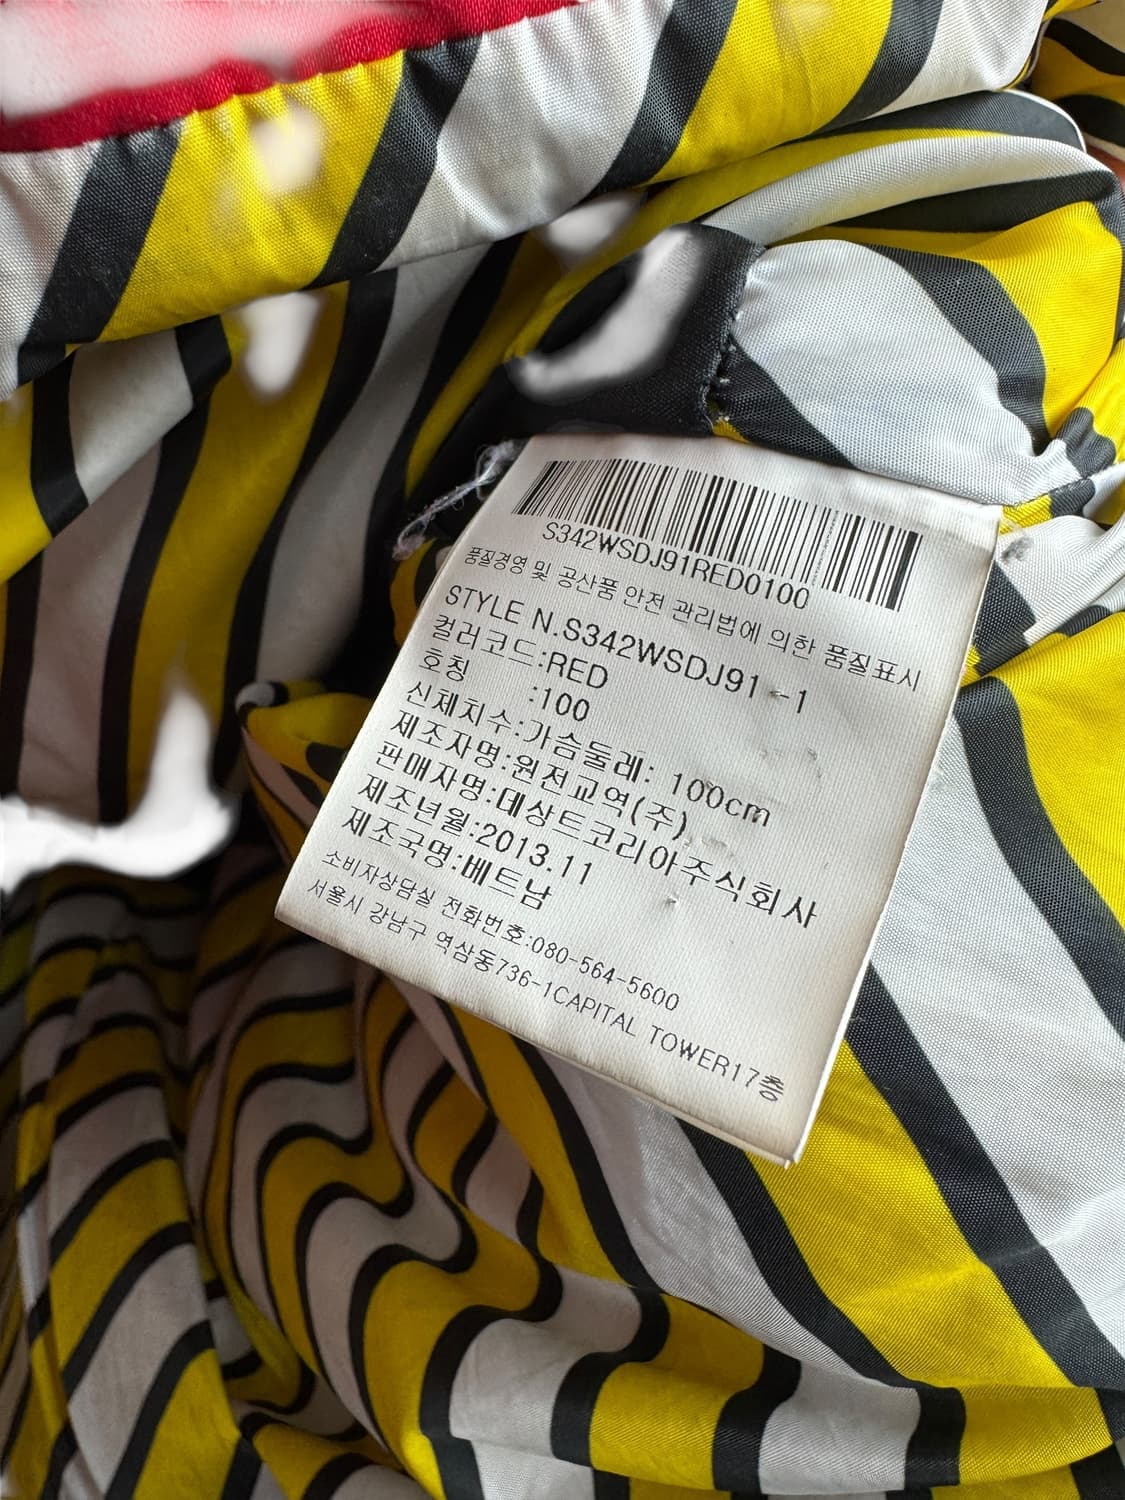 S342WSDJ91RED0100
품질경영 및 공산품 안전 관리법에 의한 품질표시
STYLE N.S342WSDJ91 -1
컬러코드:RED
호칭 :100
신체치수:가슴둘레: 100cm
제조자명:원전교역(주)
판매자명:데상트코리아주식회사
제조년월:2013.11
제조국명:베트남
소비자상담실 전화번호:080-564-5600
서울시 강남구 역삼동736-1CAPITAL TOWER17층